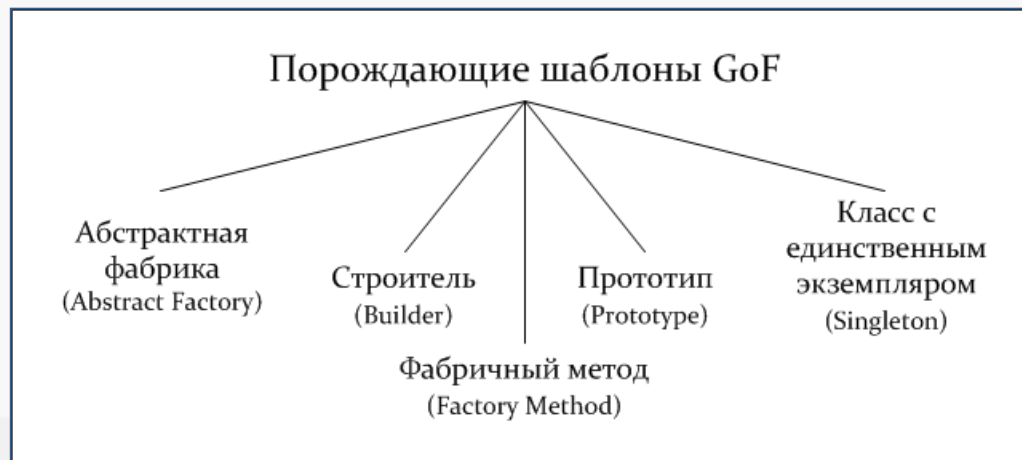 Порождающие шаблоны GoF
Абстрактная
фабрика
(Abstract Factory)
Строитель
(Builder)
Фабричный метод
(Factory Method)
Прототип
(Prototype)
Класс с
единственным
экземпляром
(Singleton)